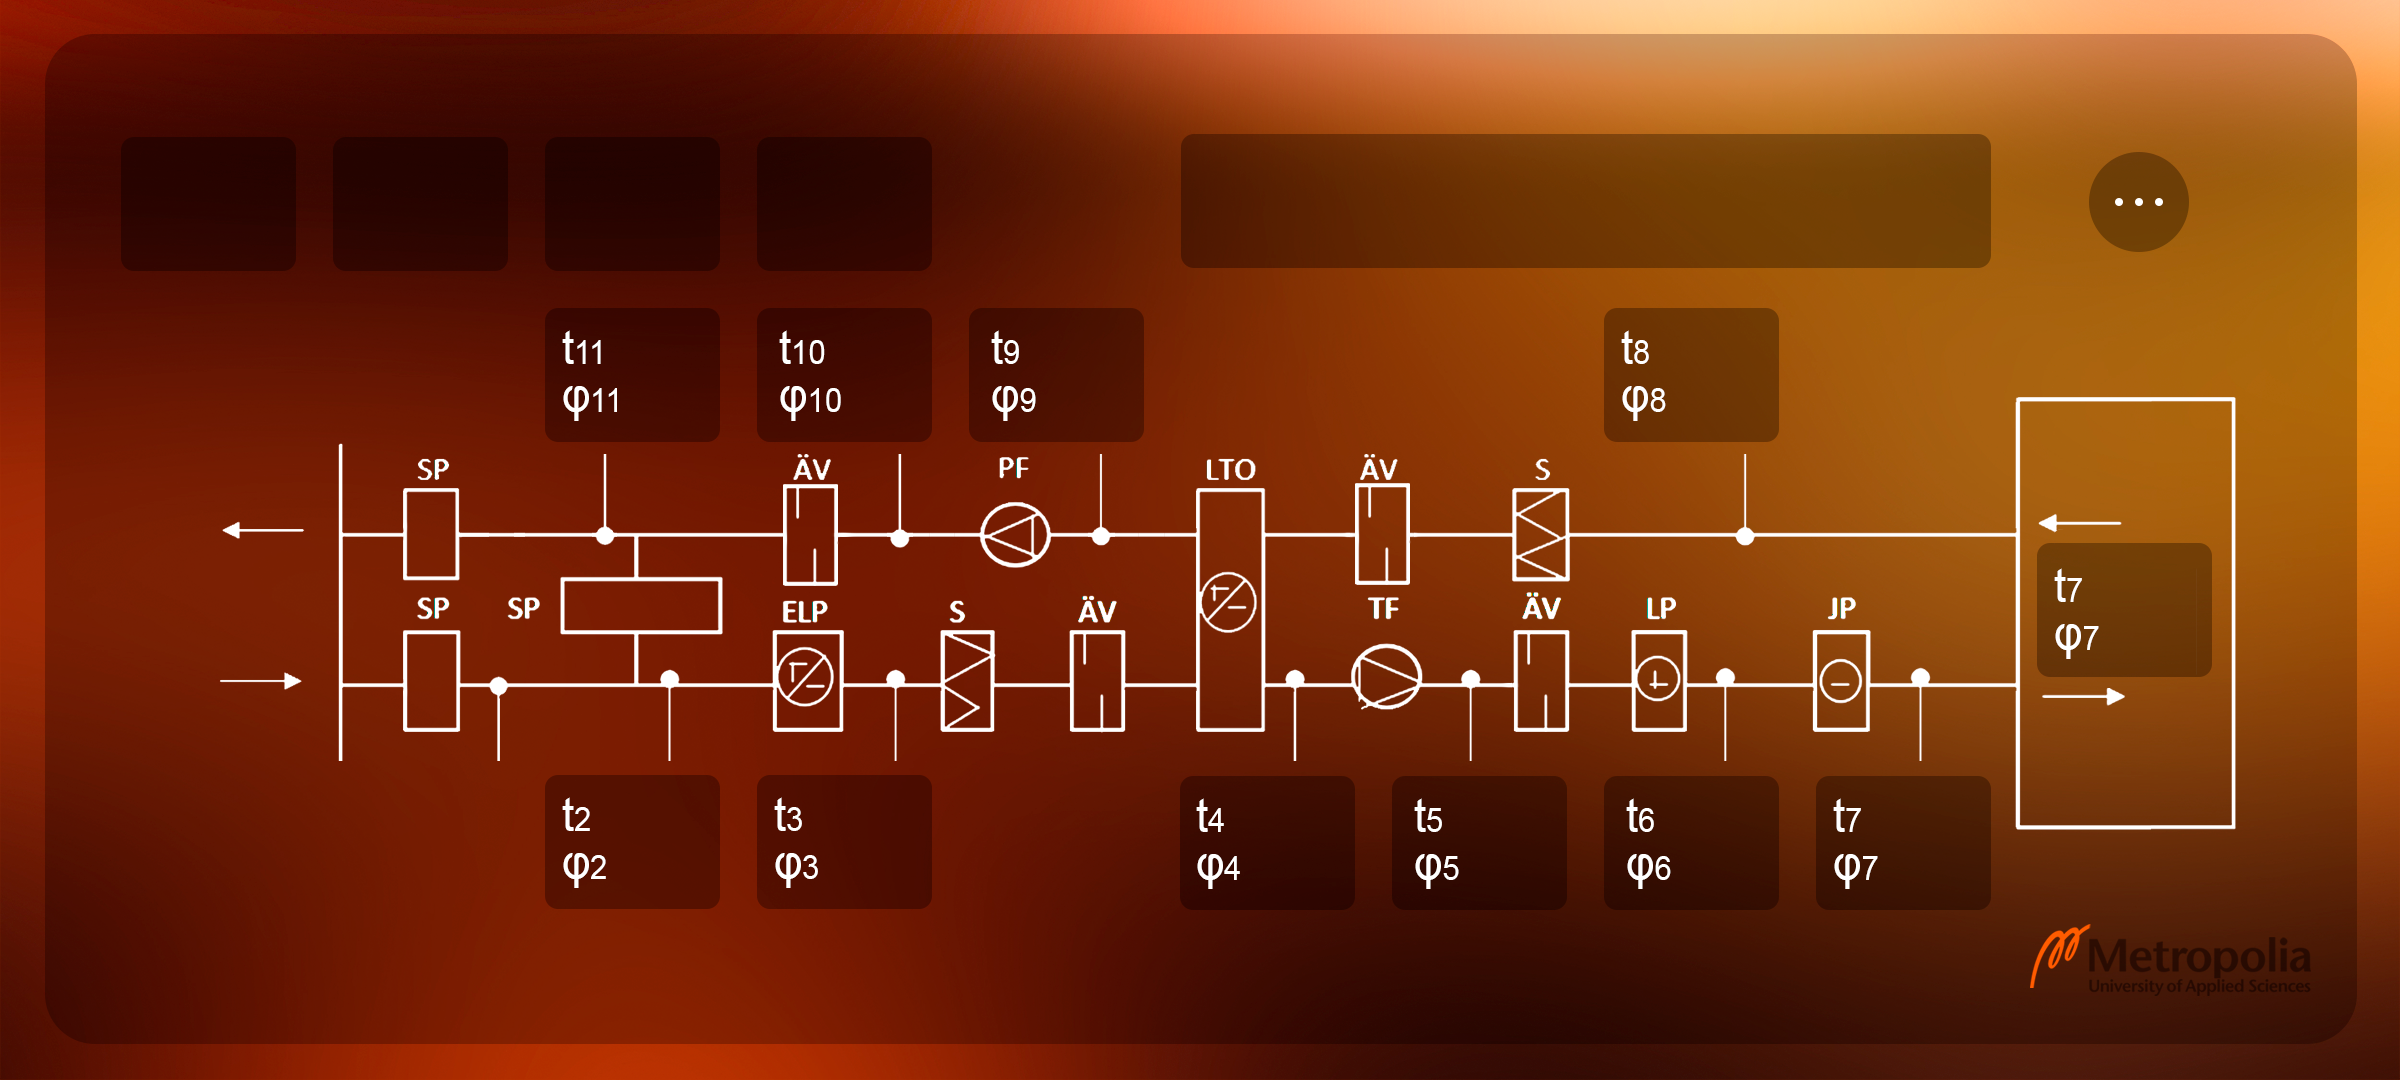 t11
φ11
t10
φ10
t9
φ9
t8
φ8
SP
ÄV
PF
LTO
ÄV
S
SP
SP
ELP
S
ÄV
TF
ÄV
LP
JP
t7
φ7
t2
φ2
t3
φ3
t4
φ4
t5
φ5
t6
φ6
t7
φ7
Metropolia
University of Applied Sciences